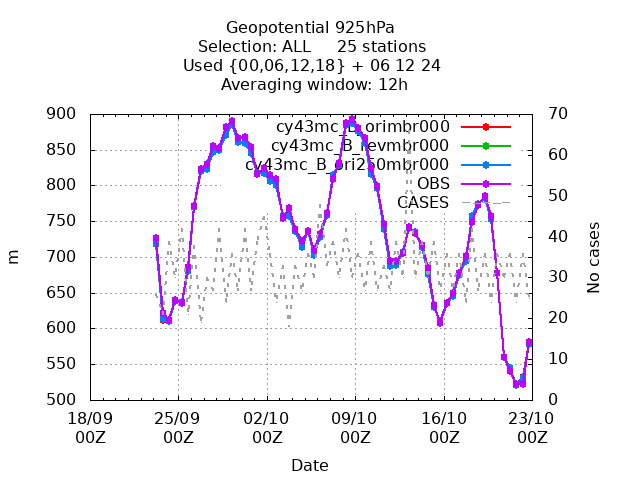 Geopotential 925hPa
Selection: ALL 25 stations
Used {00,06,12,18} + 06 12 24
Averaging window: 12h
900 850 800 750 700 650 600 550 500
m
cy43mc_B_orimbr000
cy43mc_B_revmbr000
cy43mc_B_ori250mbr000
OBS
CASES
70 60 50 40 30 20 10 0
No cases
18/09 25/09 02/10 09/10 16/10 23/10
00Z 00Z 00Z 00Z 00Z 00Z
Date